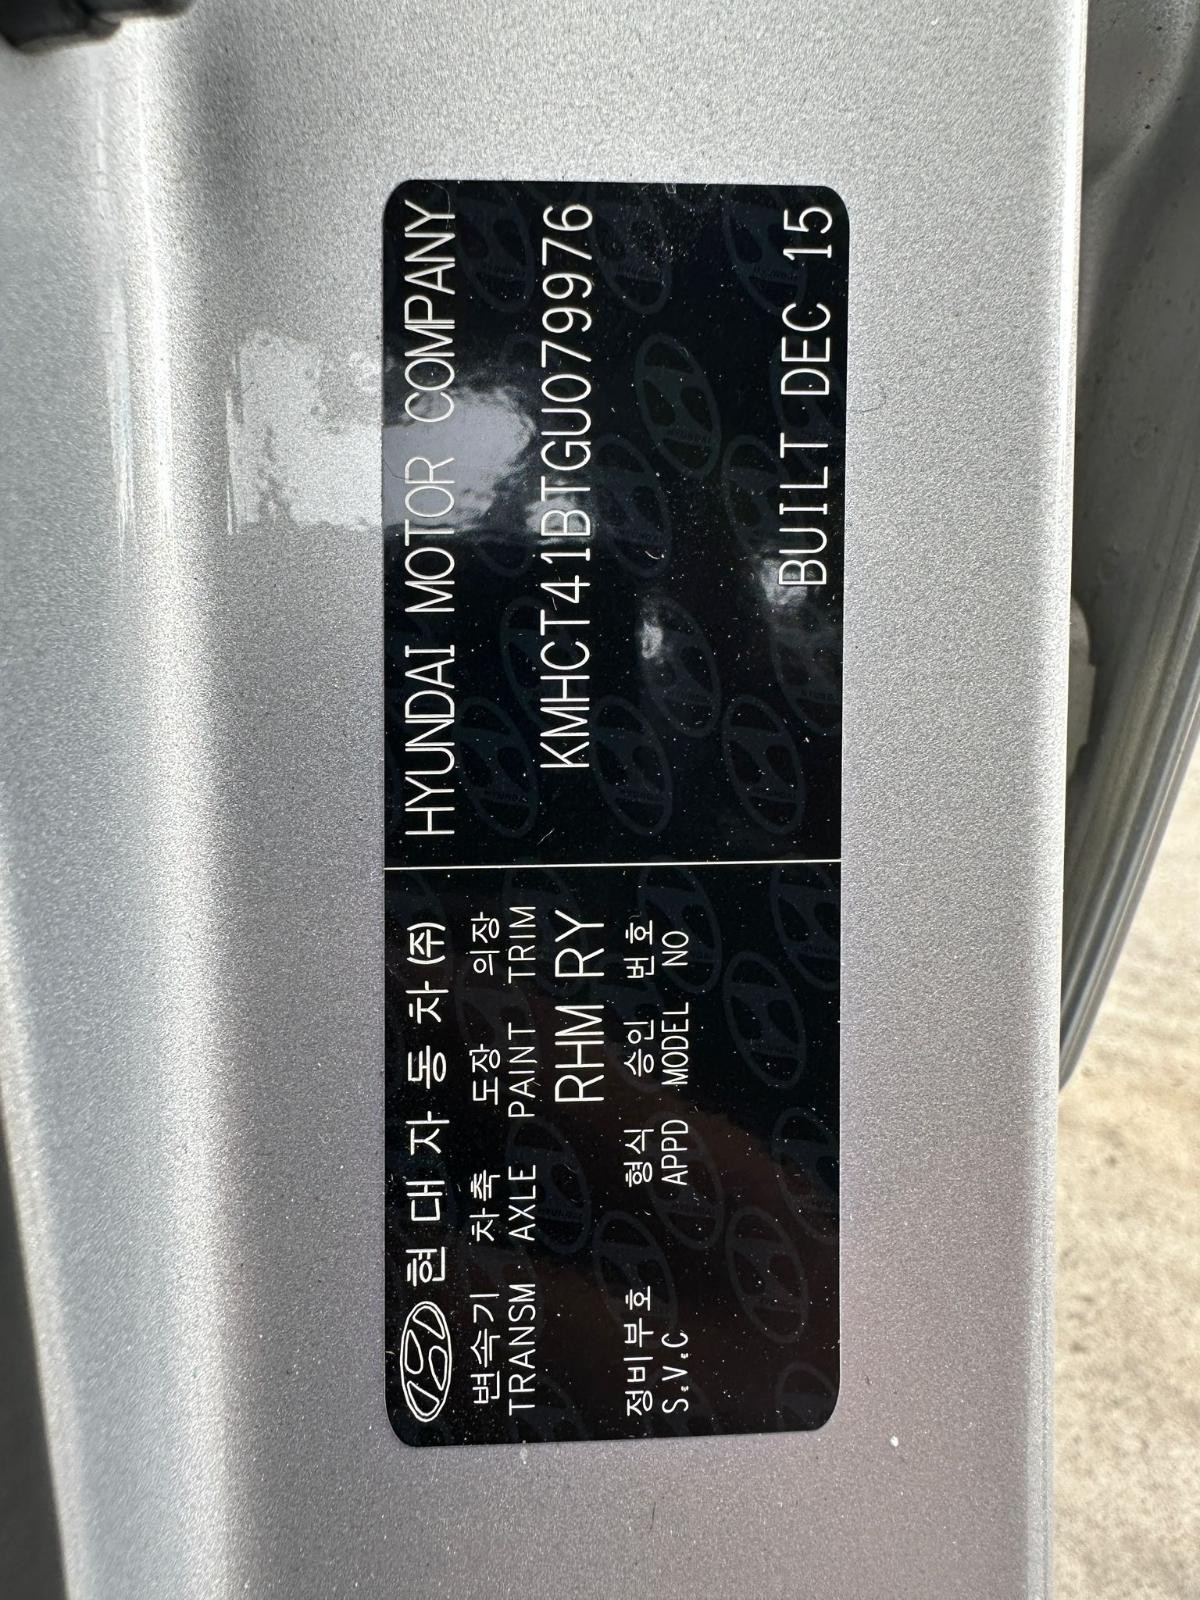 현대자동차(주)
변속기 차축 도장 의장
TRANSM AXLE PAINT TRIM
RHM RY
정비부호 형식 승인 번호
S.V.C APPD MODEL NO
HYUNDAI MOTOR COMPANY
KMHCT41BTGU079976
BUILT DEC 15